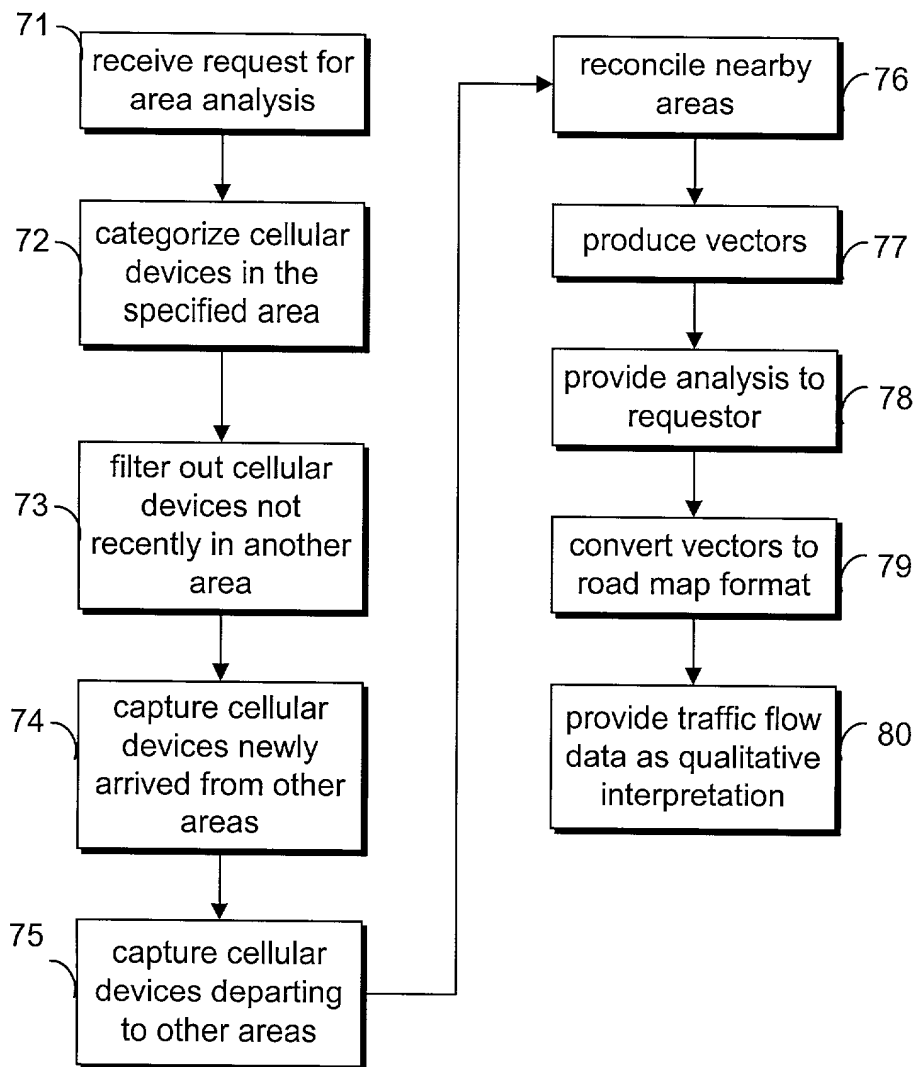 71
receive request for
area analysis
72
categorize cellular
devices in the
specified area
73
filter out cellular
devices not
recently in another
area
74
capture cellular
devices newly
arrived from other
areas
75
capture cellular
devices departing
to other areas
reconcile nearby
areas
76
produce vectors
77
provide analysis to
requestor
78
convert vectors to
road map format
79
provide traffic flow
data as qualitative
interpretation
80